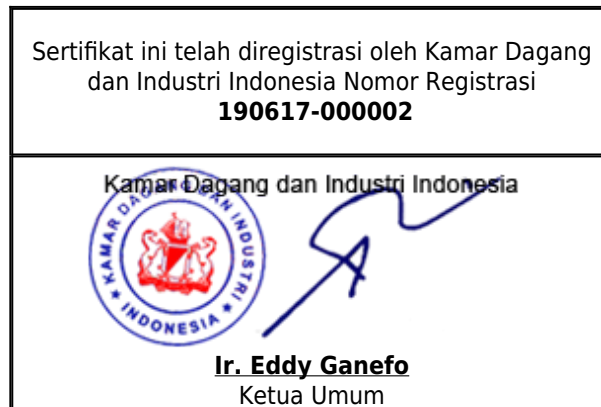 Sertifikat ini telah diregistrasi oleh Kamar Dagang
dan Industri Indonesia Nomor Registrasi
190617-000002
Kamar Dagang dan Industri Indonesia
KAMAR DAGANG DAN INDUSTRI
INDONESIA
Ir. Eddy Ganefo
Ketua Umum